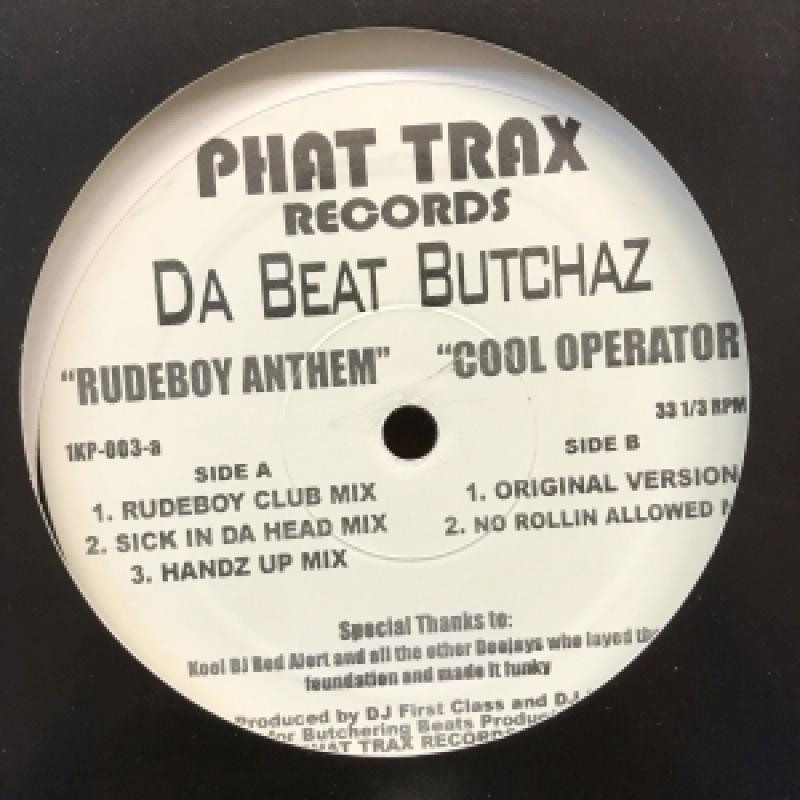 PHAT TRAX
RECORDS
DA BEAT BUTCHAZ
"RUDEBOY ANTHEM" "COOL OPERATOR
33 1/3 RPM
1KP-003-a
SIDE A
1. RUDEBOY CLUB MIX
2. SICK IN DA HEAD MIX
3. HANDZ UP MIX
SIDE B
1. ORIGINAL VERSION
2. NO ROLLIN ALLOWED
Special Thanks to:
Kool DJ Red Alert and all the other Deejays who layed
foundation and made it funky
Produced by DJ First Class and DJ
for Butchering Beats
PHAT TRAX RECORDS